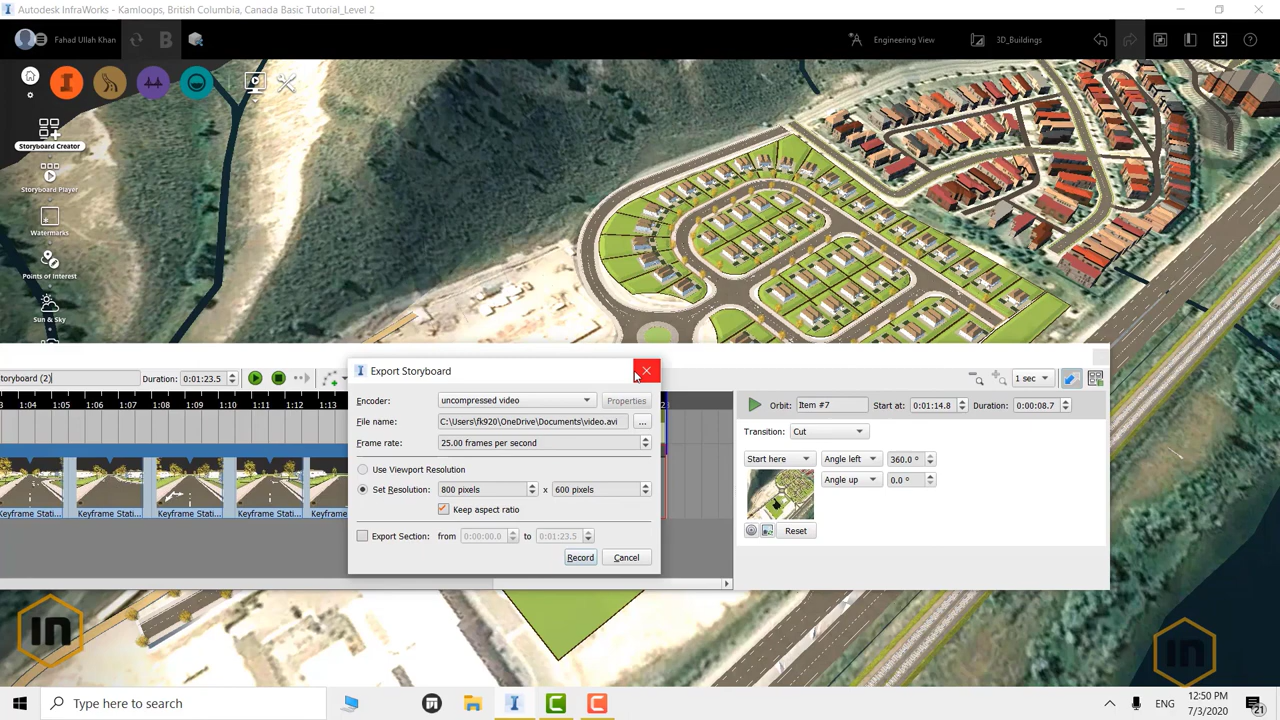 Autodesk InfraWorks - Kamloops, British Columbia, Canada Basic Tutorial_Level 2
Fahad Ullah Khan
Engineering View
3D_Buildings
Storyboard Creator
Storyboard Player
Watermarks
Points of Interest
Sun & Sky
toryboard (2)
Duration: 0:01:23.5
1 sec
1:04 1:05 1:06 1:07 1:08 1:09 1:10 1:11 1:12 1:13
Keyframe Stati... Keyframe Stati... Keyframe Stati... Keyframe Stati...
Export Storyboard
Encoder: uncompressed video Properties
File name: C:\Users\fk920\OneDrive\Documents\video.avi ...
Frame rate: 25.00 frames per second
Use Viewport Resolution
Set Resolution: 800 pixels x 600 pixels
Keep aspect ratio
Export Section: from 0:00:00.0 to 0:01:23.5
Record Cancel
Orbit: Item #7 Start at: 0:01:14.8 Duration: 0:00:08.7
Transition: Cut
Start here Angle left 360.0 °
Angle up 0.0 °
Reset
in
in
Type here to search
ENG
12:50 PM
7/3/2020
21